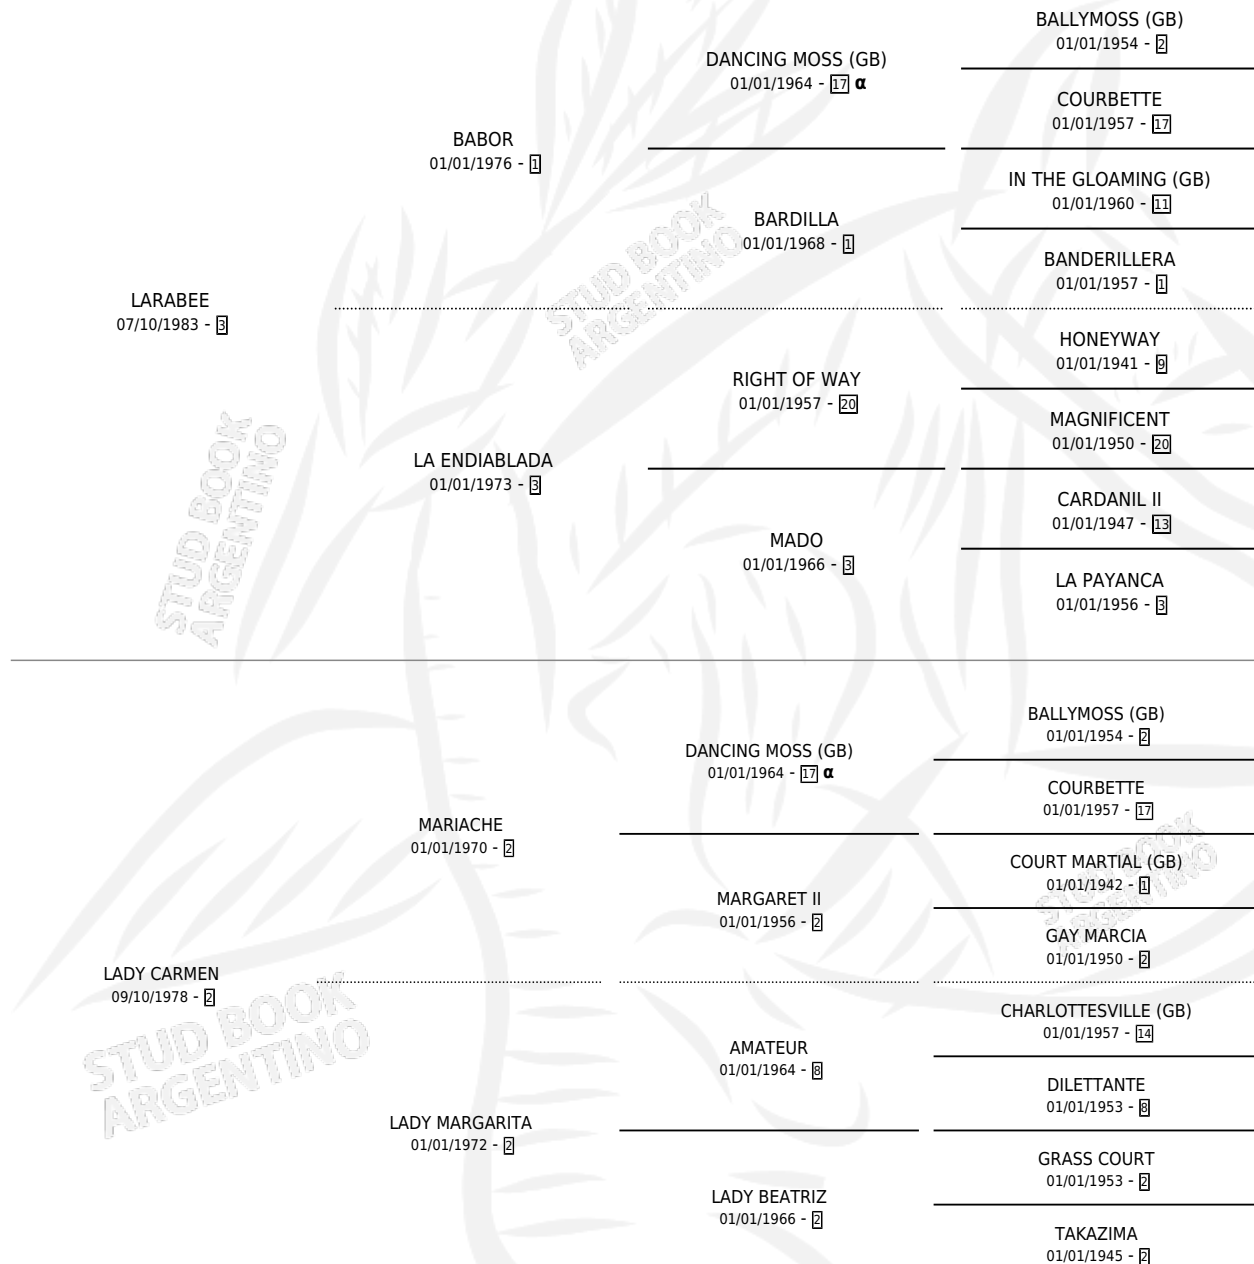 BALLYMOSS (GB)
01/01/1954 - 2
DANCING MOSS (GB)
01/01/1964 - 17 α
COURBETTE
01/01/1957 - 17
BABOR
01/01/1976 - 1
IN THE GLOAMING (GB)
01/01/1960 - 11
BARDILLA
01/01/1968 - 1
BANDERILLERA
01/01/1957 - 1
LARABEE
07/10/1983 - 3
STUD BOOK
ARGENTINO
HONEYWAY
01/01/1941 - 9
RIGHT OF WAY
01/01/1957 - 20
MAGNIFICENT
01/01/1950 - 20
LA ENDIABLADA
01/01/1973 - 3
STUD BOOK
ARGENTINO
CARDANIL II
01/01/1947 - 13
MADO
01/01/1966 - 3
LA PAYANCA
01/01/1956 - 3
BALLYMOSS (GB)
01/01/1954 - 2
DANCING MOSS (GB)
01/01/1964 - 17 α
COURBETTE
01/01/1957 - 17
MARIACHE
01/01/1970 - 2
COURT MARTIAL (GB)
01/01/1942 - 1
STUD BOOK
ARGENTINO
MARGARET II
01/01/1956 - 2
GAY MARCIA
01/01/1950 - 2
LADY CARMEN
09/10/1978 - 2
STUD BOOK
ARGENTINO
CHARLOTTESVILLE (GB)
01/01/1957 - 14
AMATEUR
01/01/1964 - 8
DILETTANTE
01/01/1953 - 8
LADY MARGARITA
01/01/1972 - 2
GRASS COURT
01/01/1953 - 2
LADY BEATRIZ
01/01/1966 - 2
TAKAZIMA
01/01/1945 - 2